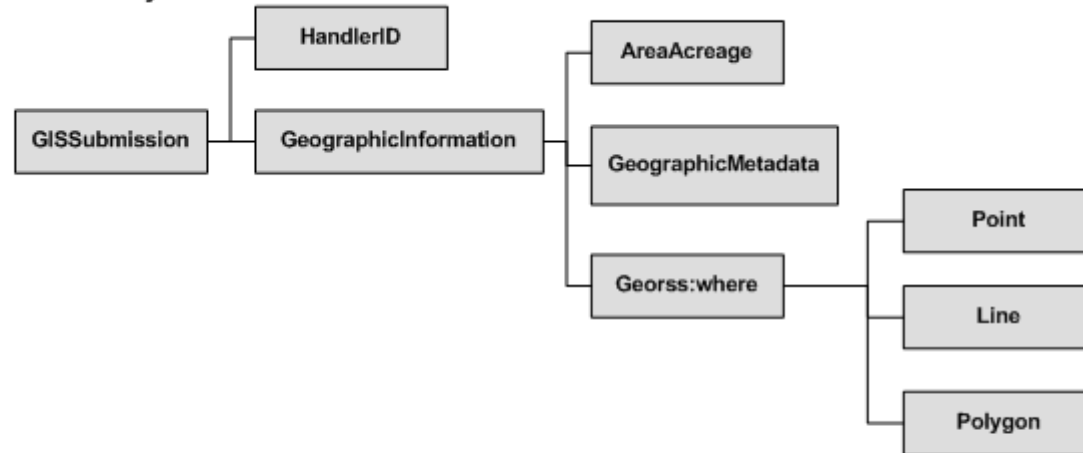 HandlerID
GISSubmission
GeographicInformation
AreaAcreage
GeographicMetadata
Georss:where
Point
Line
Polygon